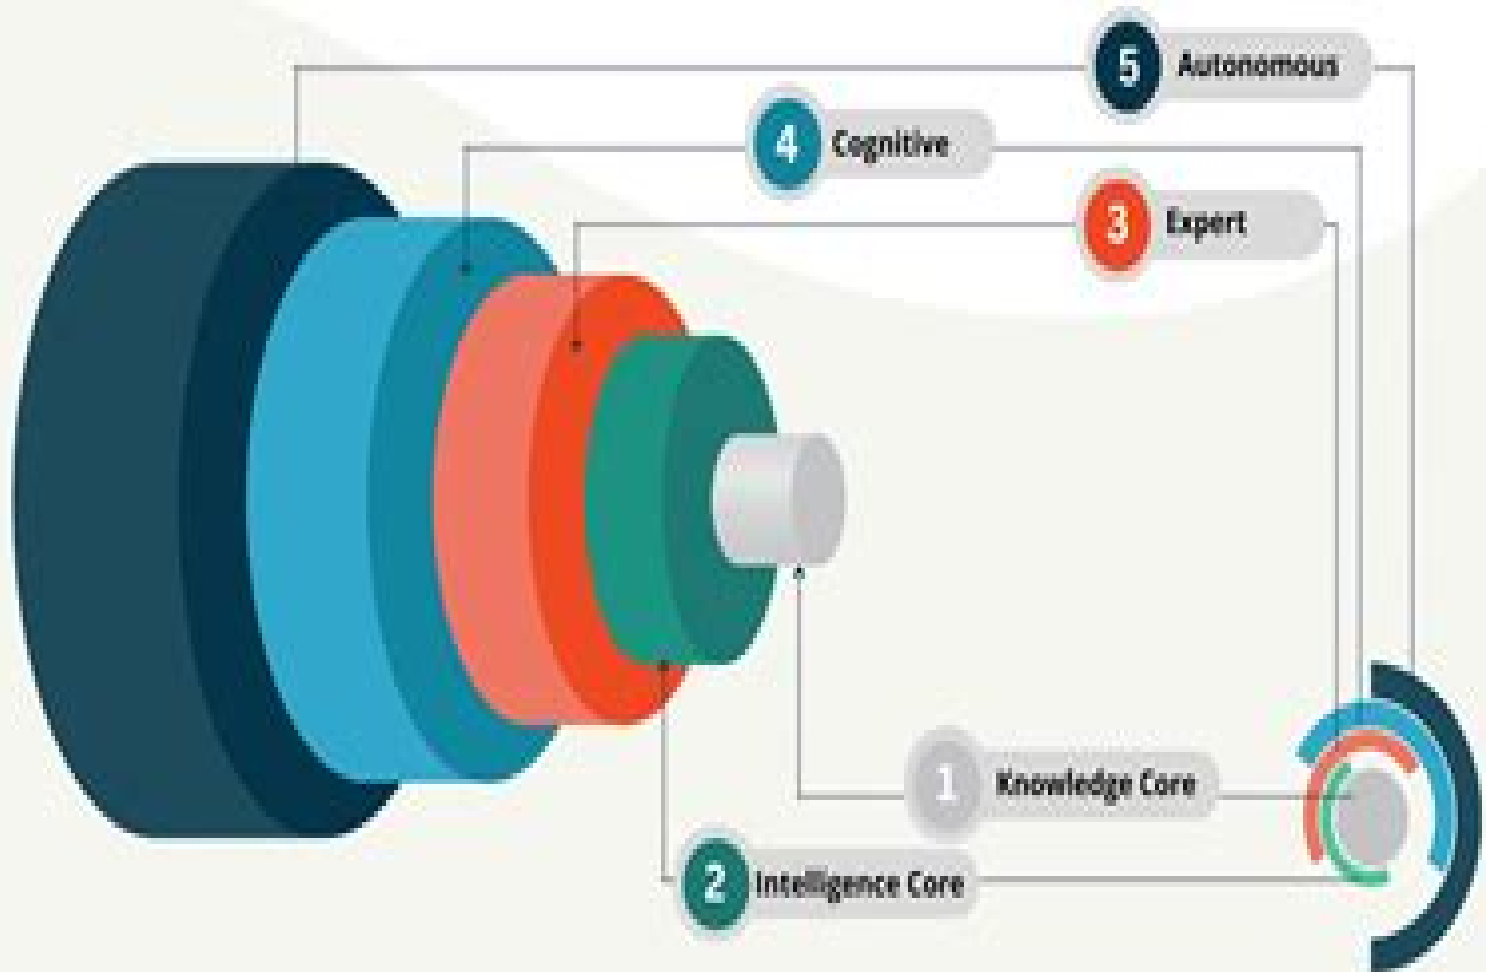 5 Autonomous
4 Cognitive
3 Expert
1 Knowledge Core
2 Intelligence Core